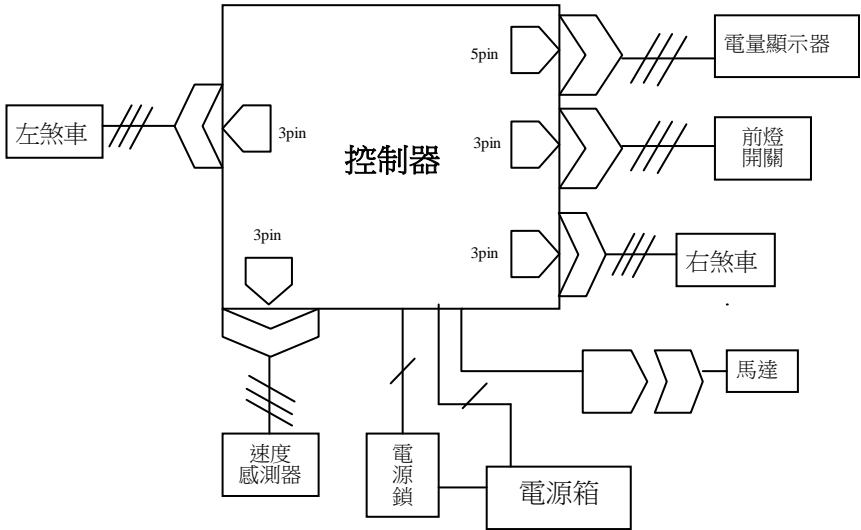 5pin
電量顯示器
左煞車
3pin
控制器
3pin
前燈
開關
3pin
3pin
右煞車
馬達
速度
感測器
電
源
鎖
電源箱